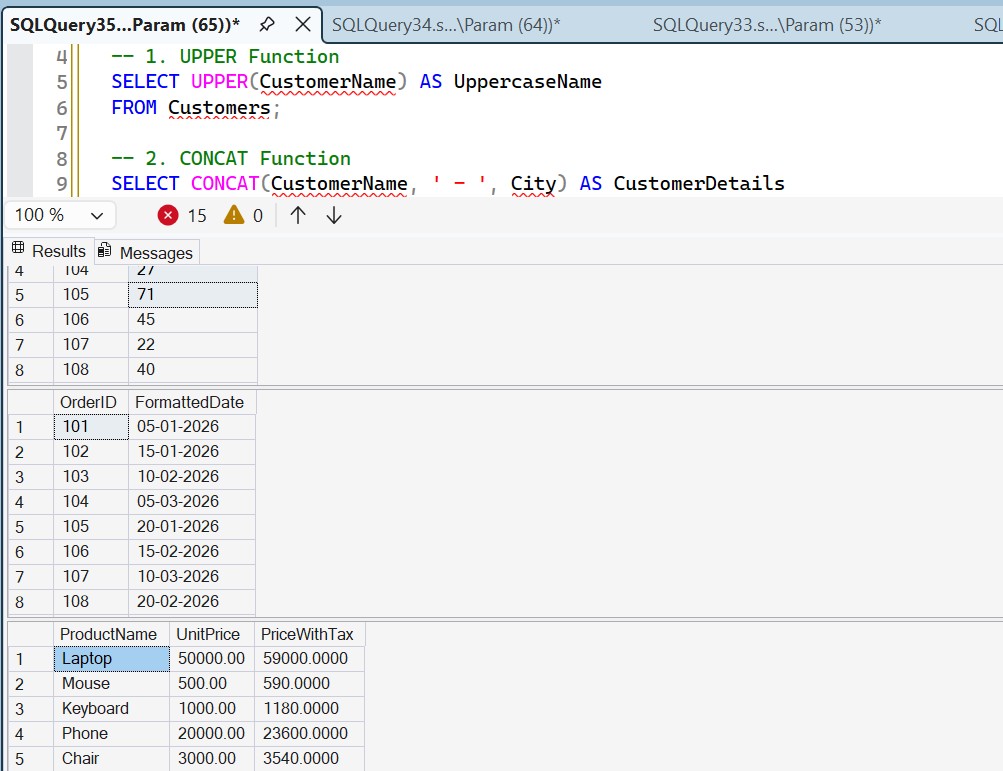 SQLQuery35...Param (65))* SQLQuery34.s...\Param (64))* SQLQuery33.s...\Param (53))* SQL
4 -- 1. UPPER Function
5 SELECT UPPER(CustomerName) AS UppercaseName
6 FROM Customers;
7
8 -- 2. CONCAT Function
9 SELECT CONCAT(CustomerName, ' - ', City) AS CustomerDetails
100 % 15 0
Results Messages
4 104 27
5 105 71
6 106 45
7 107 22
8 108 40
OrderID FormattedDate
1 101 05-01-2026
2 102 15-01-2026
3 103 10-02-2026
4 104 05-03-2026
5 105 20-01-2026
6 106 15-02-2026
7 107 10-03-2026
8 108 20-02-2026
ProductName UnitPrice PriceWithTax
1 Laptop 50000.00 59000.0000
2 Mouse 500.00 590.0000
3 Keyboard 1000.00 1180.0000
4 Phone 20000.00 23600.0000
5 Chair 3000.00 3540.0000